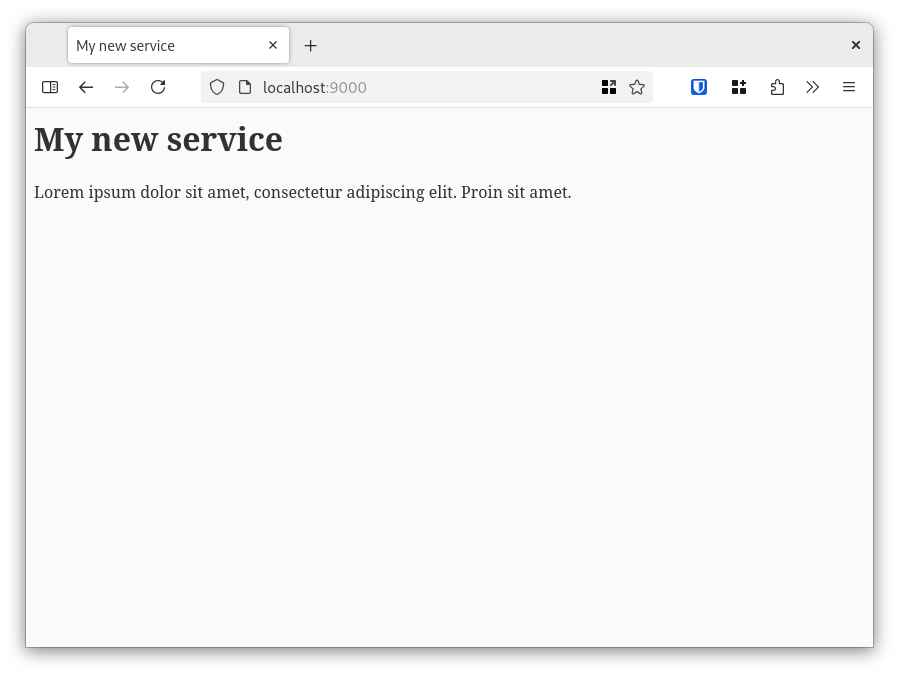 My new service
localhost:9000
My new service
Lorem ipsum dolor sit amet, consectetur adipiscing elit. Proin sit amet.